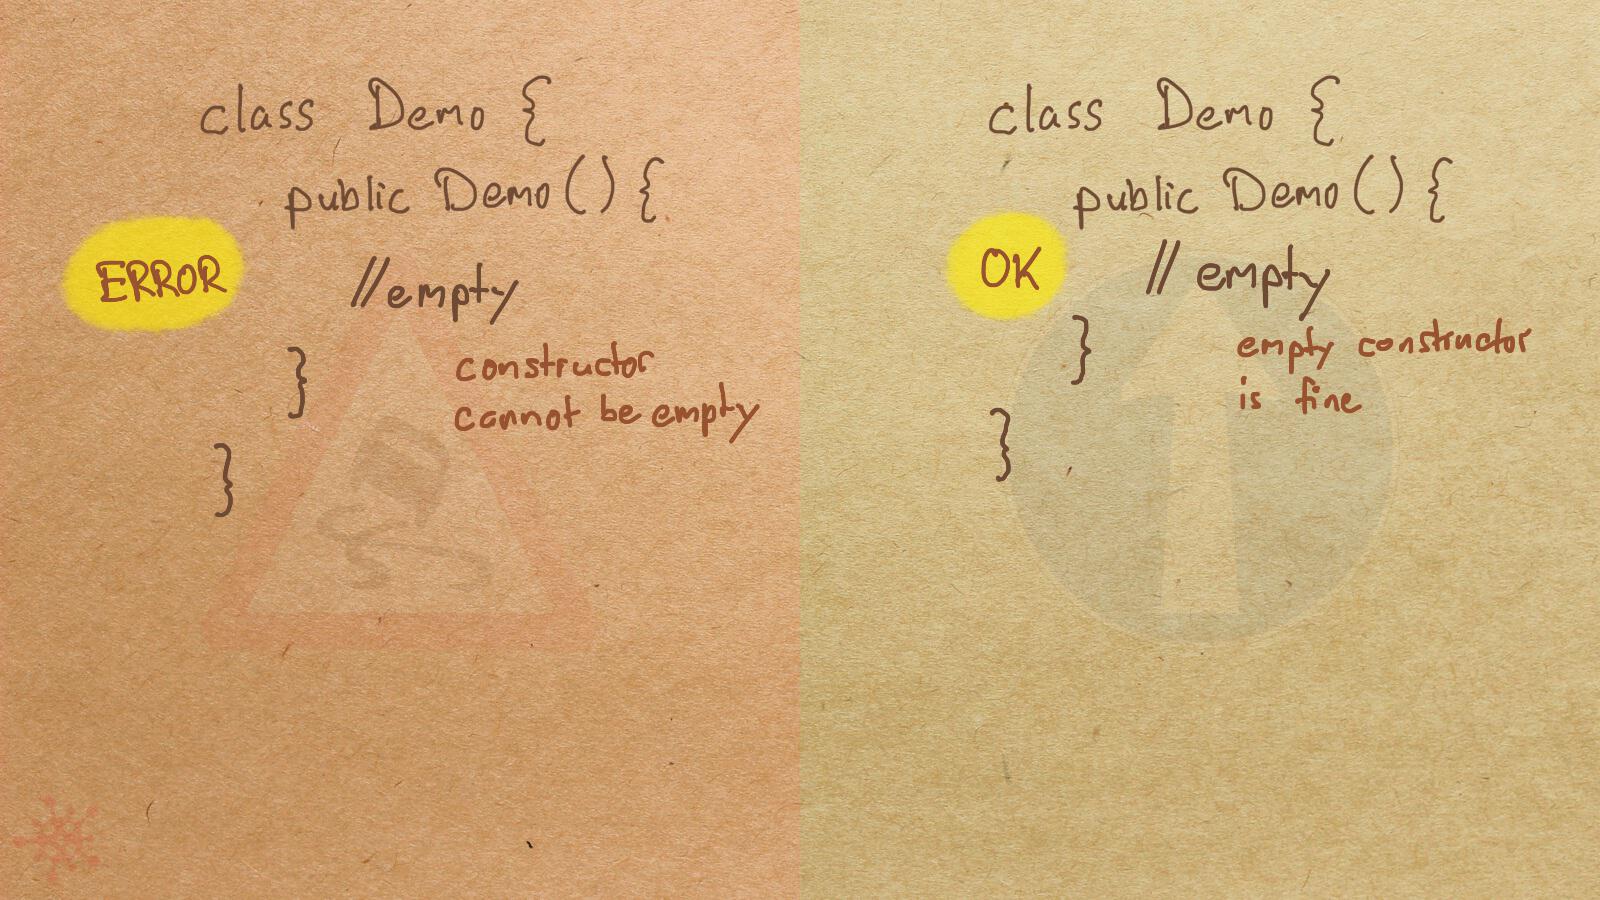 class Demo {
public Demo() {
ERROR
//empty
}
constructor
cannot be empty
}
class Demo {
public Demo() {
OK
// empty
}
empty constructor
is fine
}